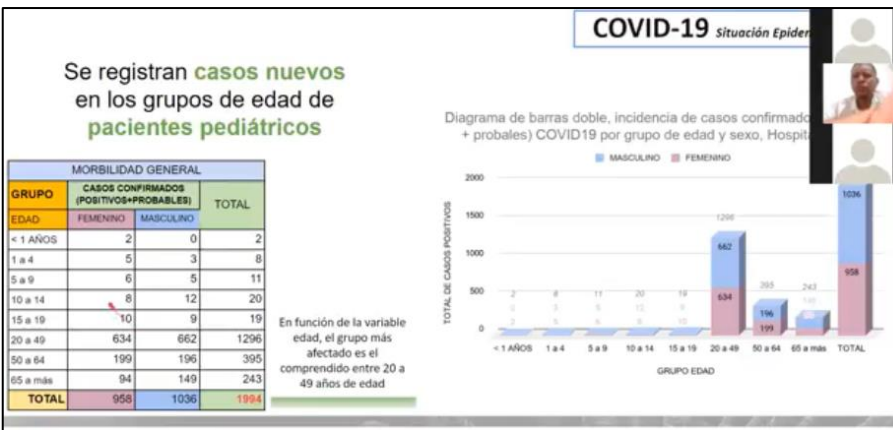 COVID-19 Situación
Se registran casos nuevos
en los grupos de edad de
pacientes pediátricos
MORBILIDAD GENERAL
GRUPO CASOS CONFIRMADOS (POSITIVOS+PROBABLES) TOTAL
EDAD FEMENINO MASCULINO
< 1 AÑOS 2 0 2
1 a 4 5 3 8
5 a 9 6 5 11
10 a 14 8 12 20
15 a 19 10 9 19
20 a 49 634 662 1296
50 a 64 199 196 395
65 a más 94 149 243
TOTAL 958 1036 1994
En función de la variable
edad, el grupo más
afectado es el
comprendido entre 20 a
49 años de edad
Diagrama de barras doble, incidencia de casos
+ probales) COVID19 por grupo de edad y sexo,
MASCULINO FEMENINO
TOTAL DE CASOS POSITIVOS
2000
1500
1000
500
0
2 8 11 20 19 1296 395 243
662 196 1036
634 199 958
< 1 AÑOS 1 a 4 5 a 9 10 a 14 15 a 19 20 a 49 50 a 64 65 a más TOTAL
GRUPO EDAD